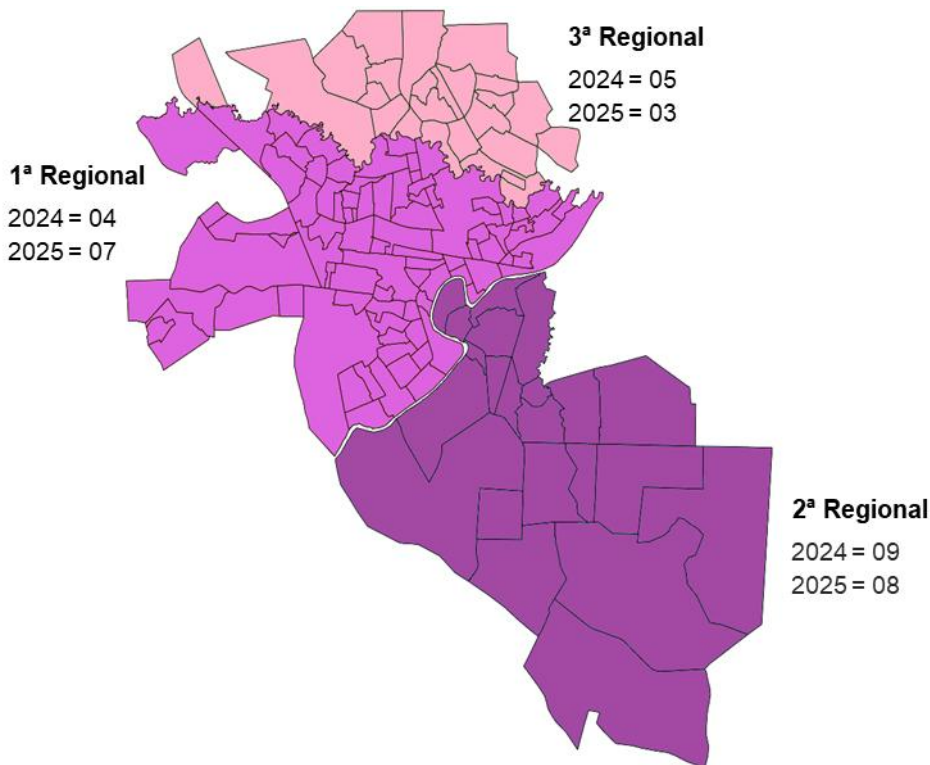 3ª Regional
2024 = 05
2025 = 03
1ª Regional
2024 = 04
2025 = 07
2ª Regional
2024 = 09
2025 = 08